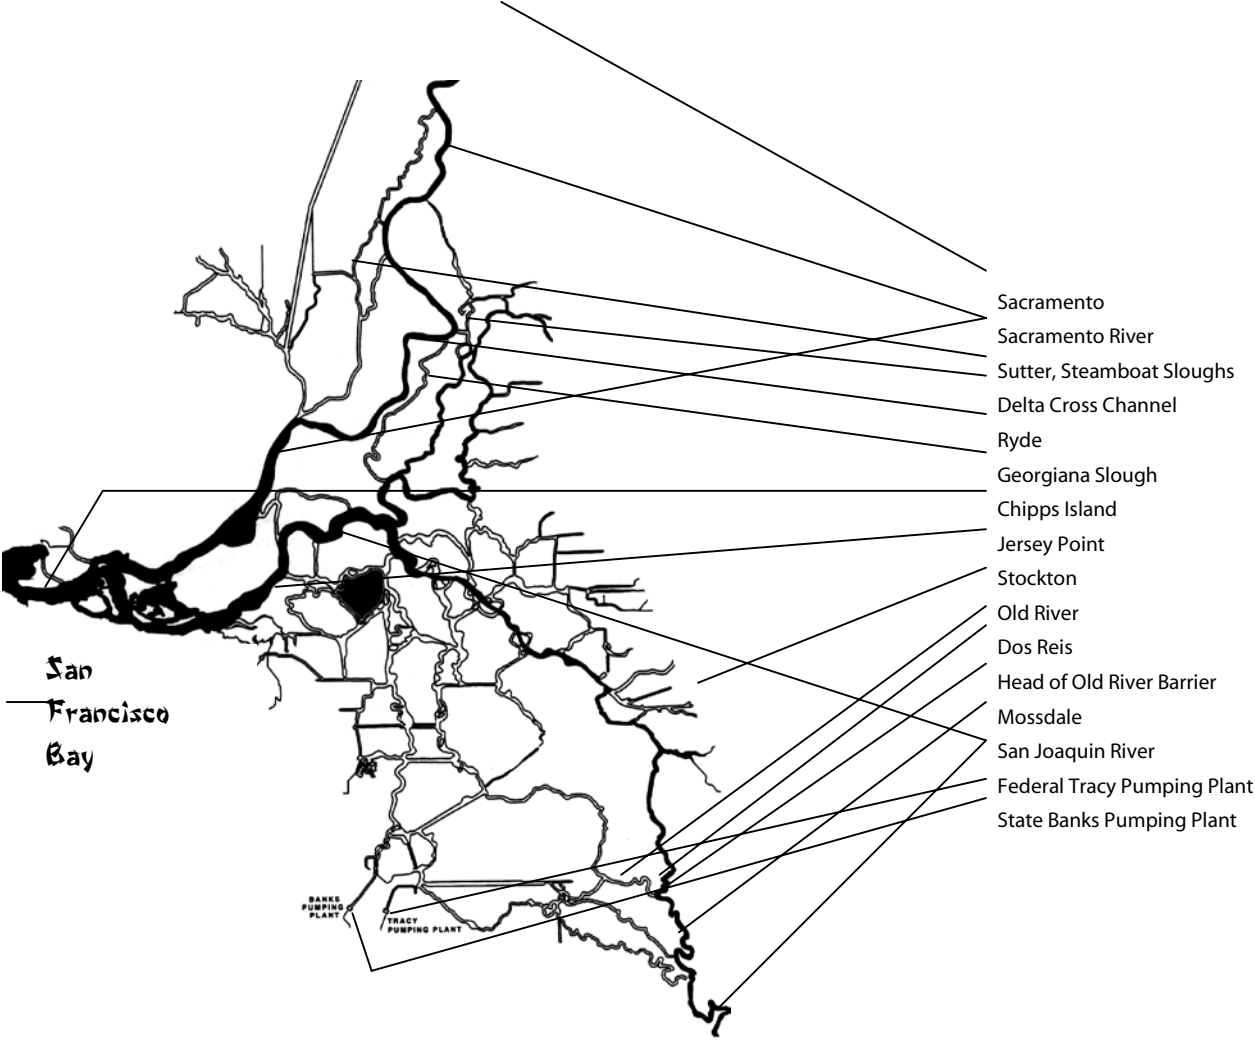 Sacramento
Sacramento River
Sutter, Steamboat Sloughs
Delta Cross Channel
Ryde
Georgiana Slough
Chipps Island
Jersey Point
Stockton
Old River
Dos Reis
Head of Old River Barrier
Mossdale
San Joaquin River
Federal Tracy Pumping Plant
State Banks Pumping Plant
San
Francisco
Bay
BANKS
PUMPING
PLANT
TRACY
PUMPING PLANT